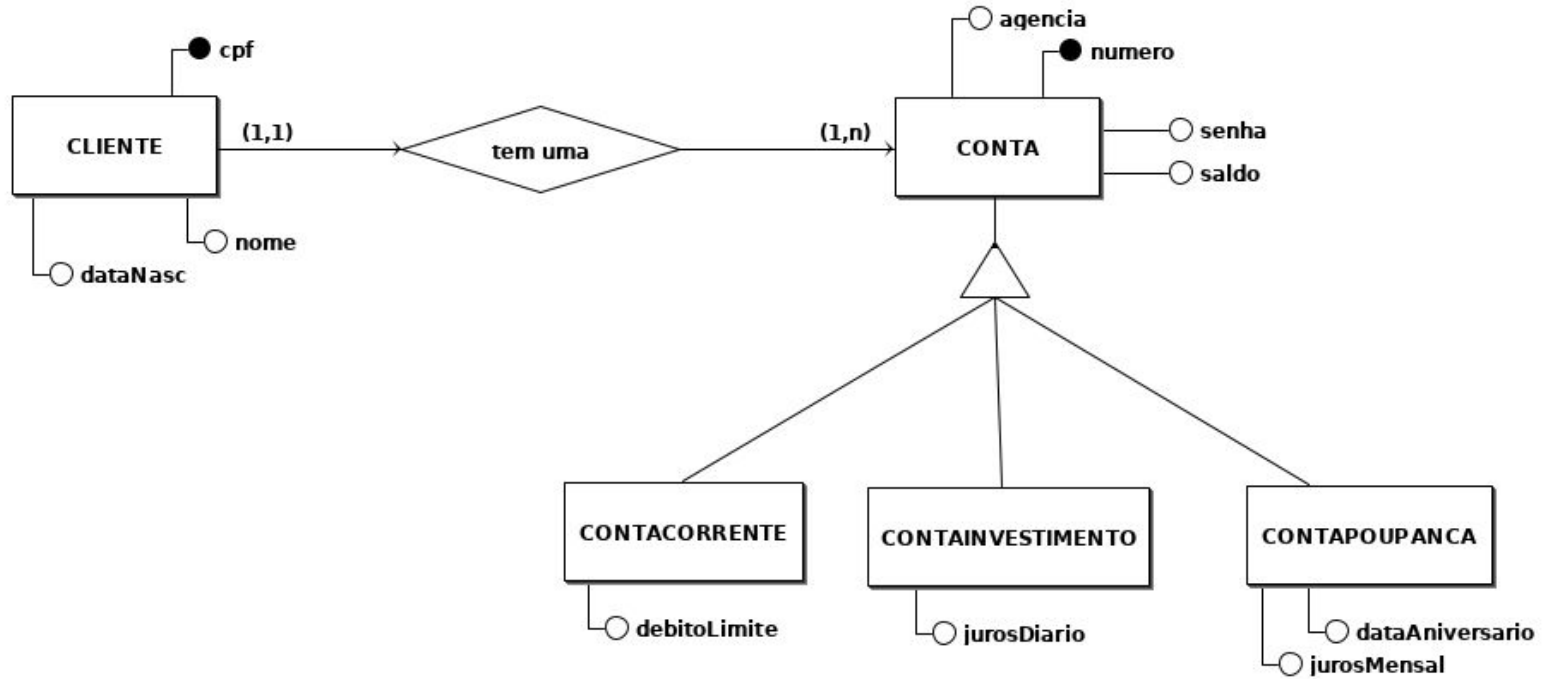 agencia
cpf
numero
(1,1)
(1,n)
senha
CLIENTE
tem uma
CONTA
saldo
nome
dataNasc
CONTACORRENTE
CONTAINVESTIMENTO
CONTAPOUPANCA
debitoLimite
jurosDiario
dataAniversario
jurosMensal